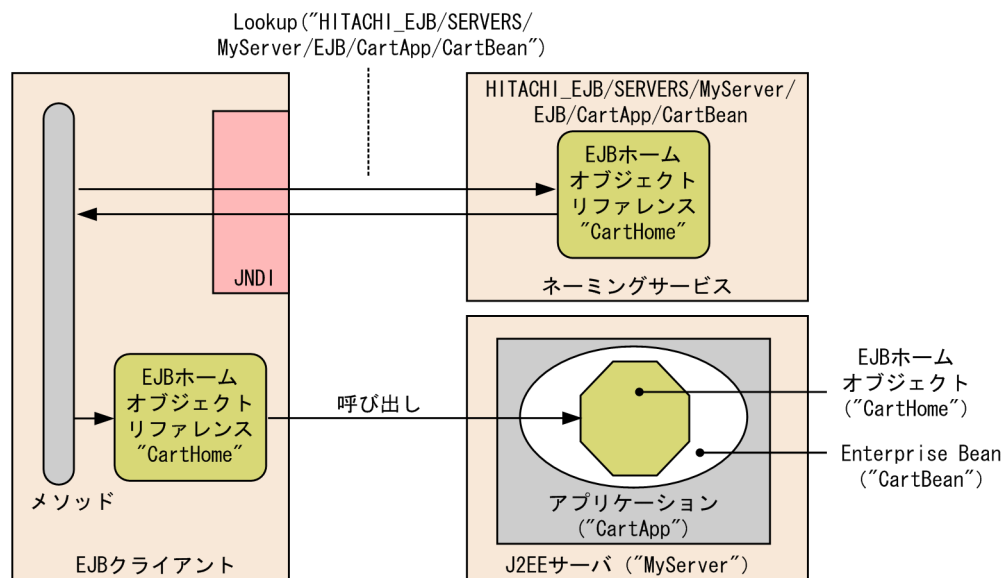 Lookup("HITACHI_EJB/SERVERS/
MyServer/EJB/CartApp/CartBean")
HITACHI_EJB/SERVERS/MyServer/
EJB/CartApp/CartBean
EJBホーム
オブジェクト
リファレンス
"CartHome"
ネーミングサービス
JNDI
EJBホーム
オブジェクト
リファレンス
"CartHome"
メソッド
EJBクライアント
呼び出し
アプリケーション
("CartApp")
J2EEサーバ ("MyServer")
EJBホーム
オブジェクト
("CartHome")
Enterprise Bean
("CartBean")